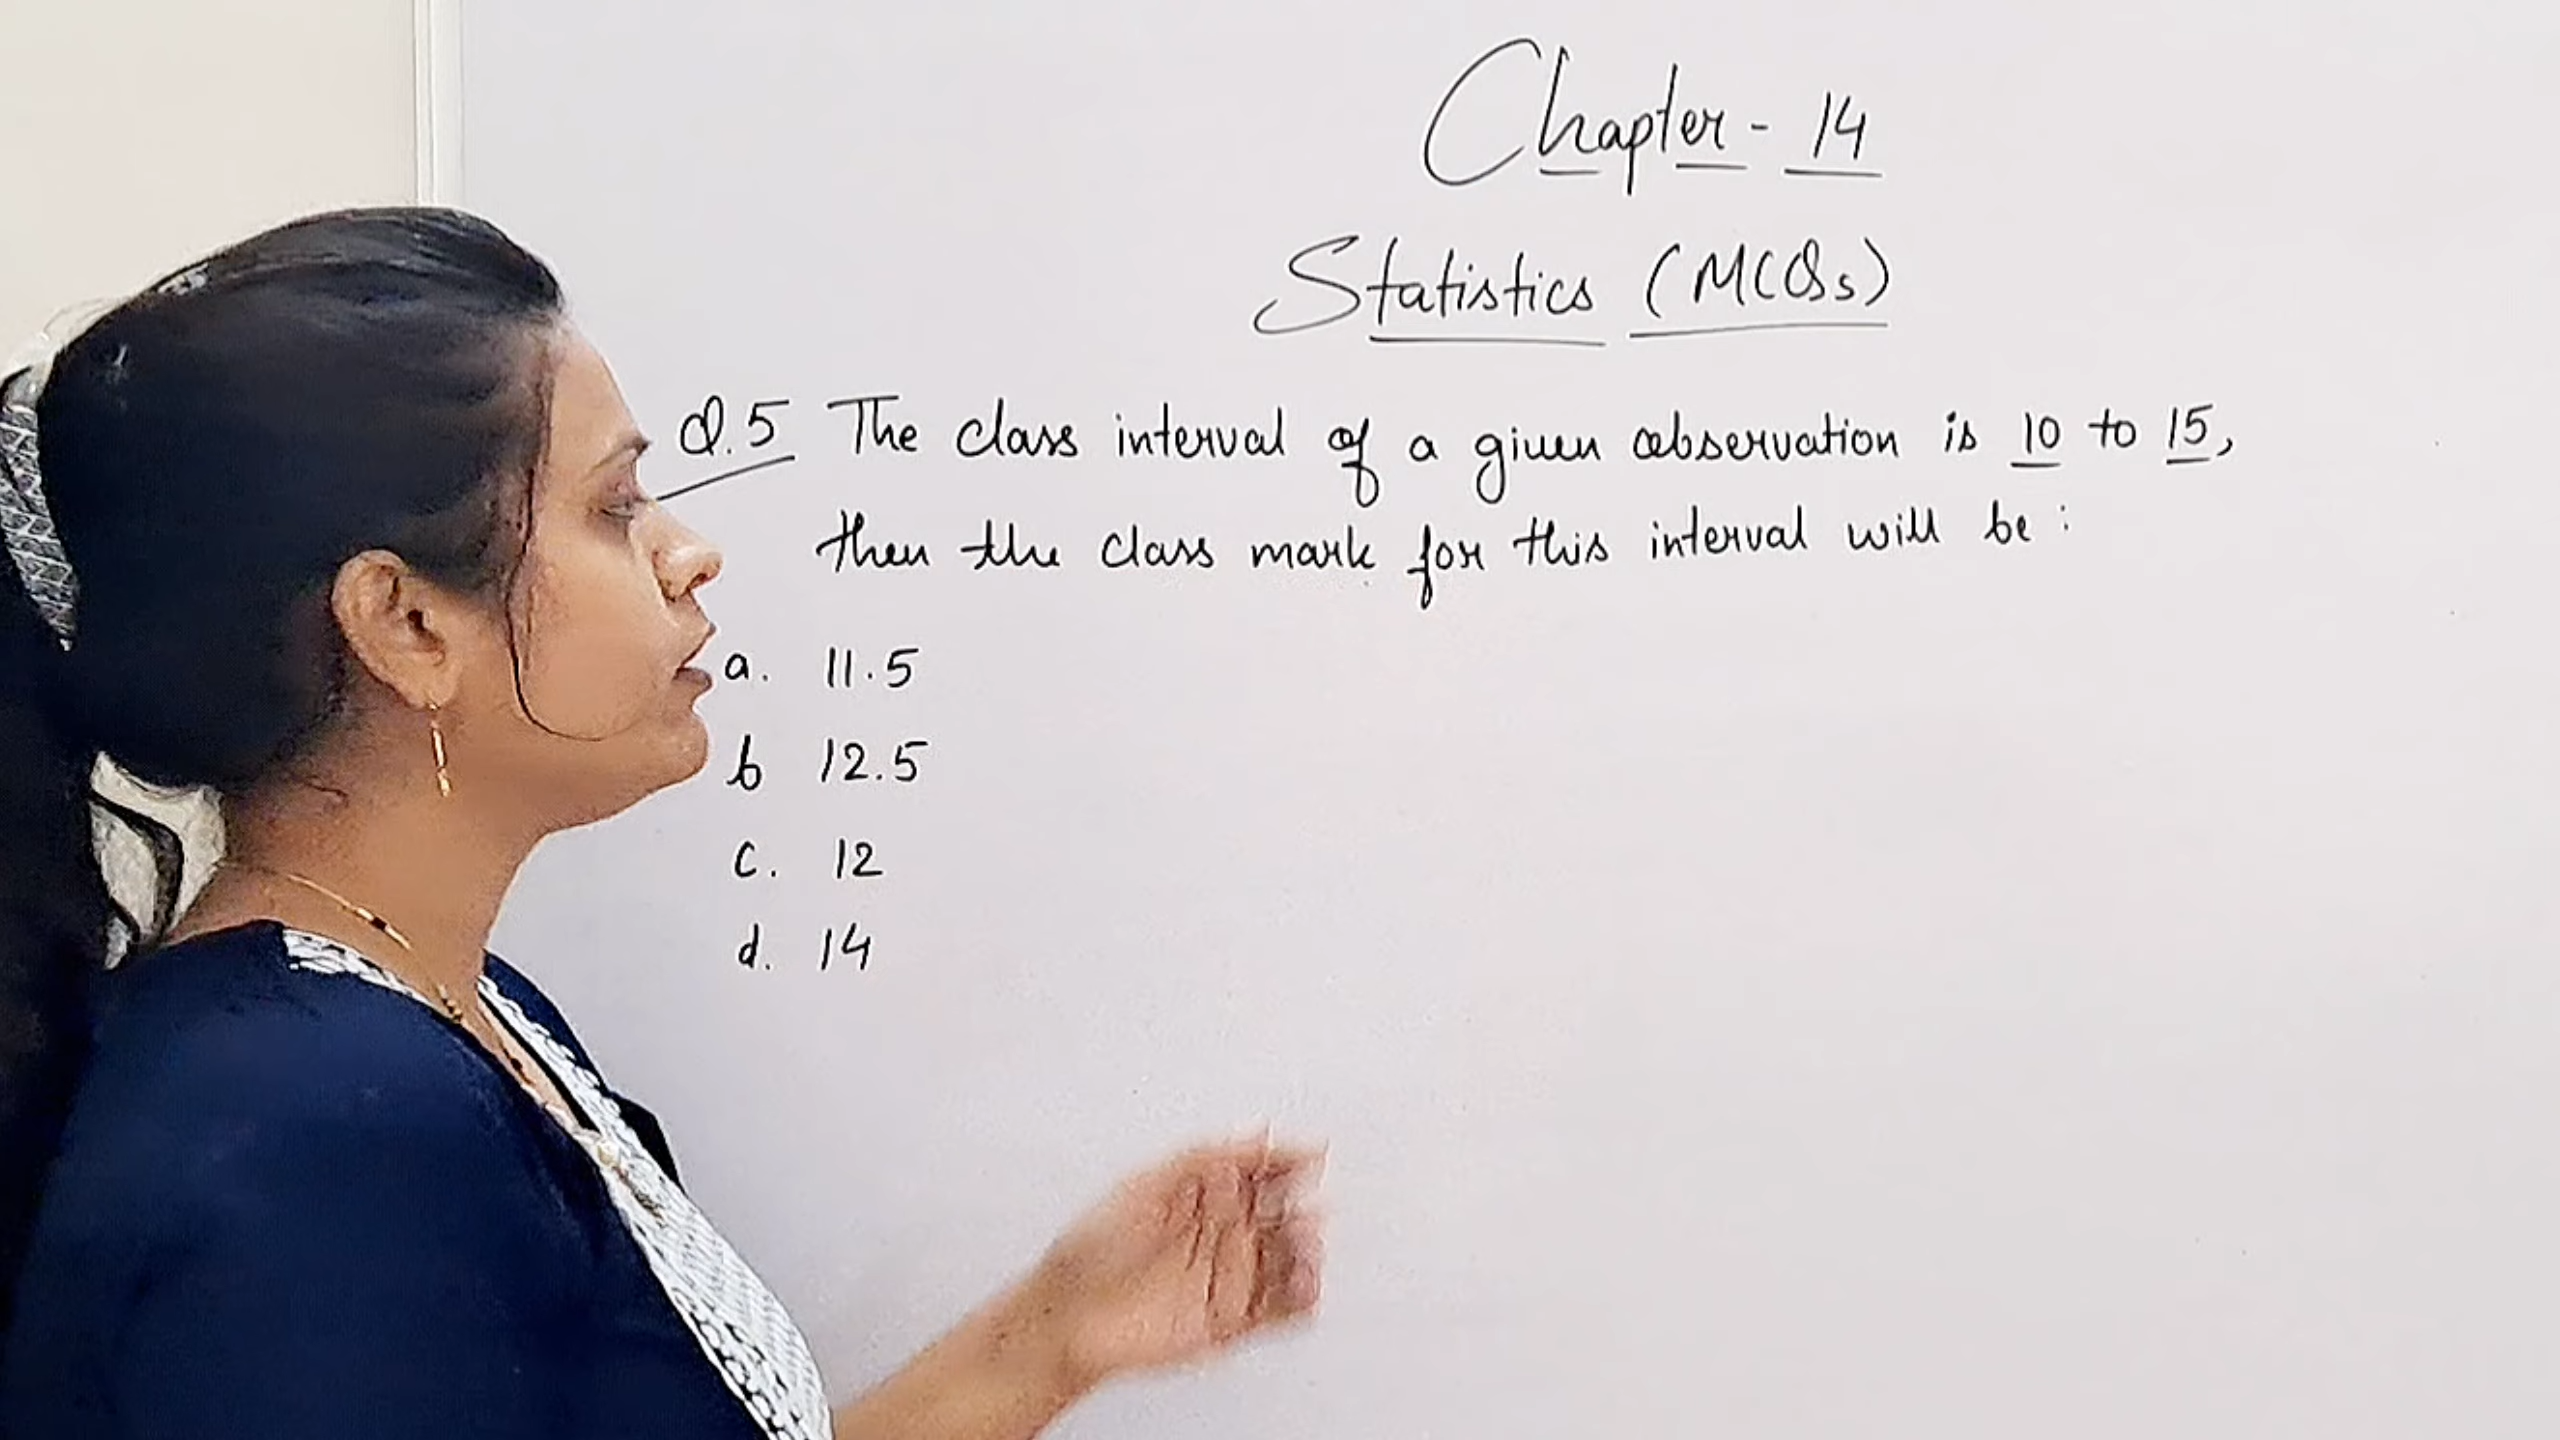 Chapter - 14
Statistics (MCQs)
Q.5 The class interval of a given observation is 10 to 15,
then the class mark for this interval will be :
a. 11.5
b 12.5
c. 12
d. 14